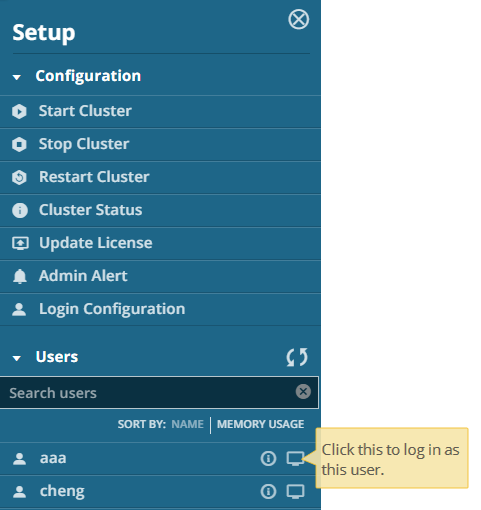 Setup
Configuration
Start Cluster
Stop Cluster
Restart Cluster
Cluster Status
Update License
Admin Alert
Login Configuration
Users
Search users
SORT BY: NAME | MEMORY USAGE
aaa
Click this to log in as
this user.
cheng